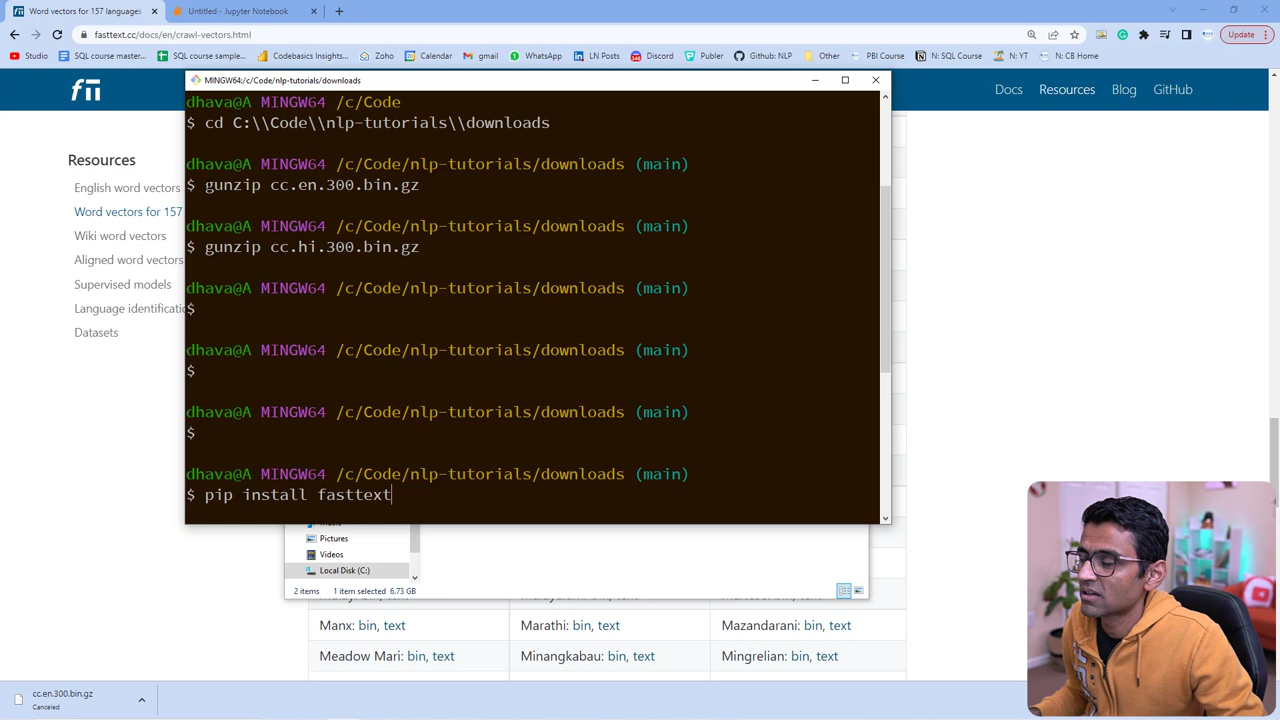 Word vectors for 157 languages
Untitled - Jupyter Notebook
fasttext.cc/docs/en/crawl-vectors.html
Update
Studio
SQL course master...
SQL course sample...
Codebasics Insights...
Zoho
Calendar
gmail
WhatsApp
LN Posts
Discord
Publer
Github: NLP
Other
PBI Course
N: SQL Course
N: YT
N: CB Home
MINGW64:/c/Code/nlp-tutorials/downloads
Docs
Resources
Blog
GitHub
Resources
English word vectors
Word vectors for 157
Wiki word vectors
Aligned word vectors
Supervised models
Language identificatio
Datasets
dhava@A MINGW64 /c/Code
$ cd C:\\Code\\nlp-tutorials\\downloads
dhava@A MINGW64 /c/Code/nlp-tutorials/downloads (main)
$ gunzip cc.en.300.bin.gz
dhava@A MINGW64 /c/Code/nlp-tutorials/downloads (main)
$ gunzip cc.hi.300.bin.gz
dhava@A MINGW64 /c/Code/nlp-tutorials/downloads (main)
$
dhava@A MINGW64 /c/Code/nlp-tutorials/downloads (main)
$
dhava@A MINGW64 /c/Code/nlp-tutorials/downloads (main)
$
dhava@A MINGW64 /c/Code/nlp-tutorials/downloads (main)
$ pip install fasttext
Pictures
Videos
Local Disk (C:)
2 items 1 item selected 6.73 GB
Manx: bin, text
Marathi: bin, text
Mazandarani: bin, text
Meadow Mari: bin, text
Minangkabau: bin, text
Mingrelian: bin, text
cc.en.300.bin.gz
Canceled